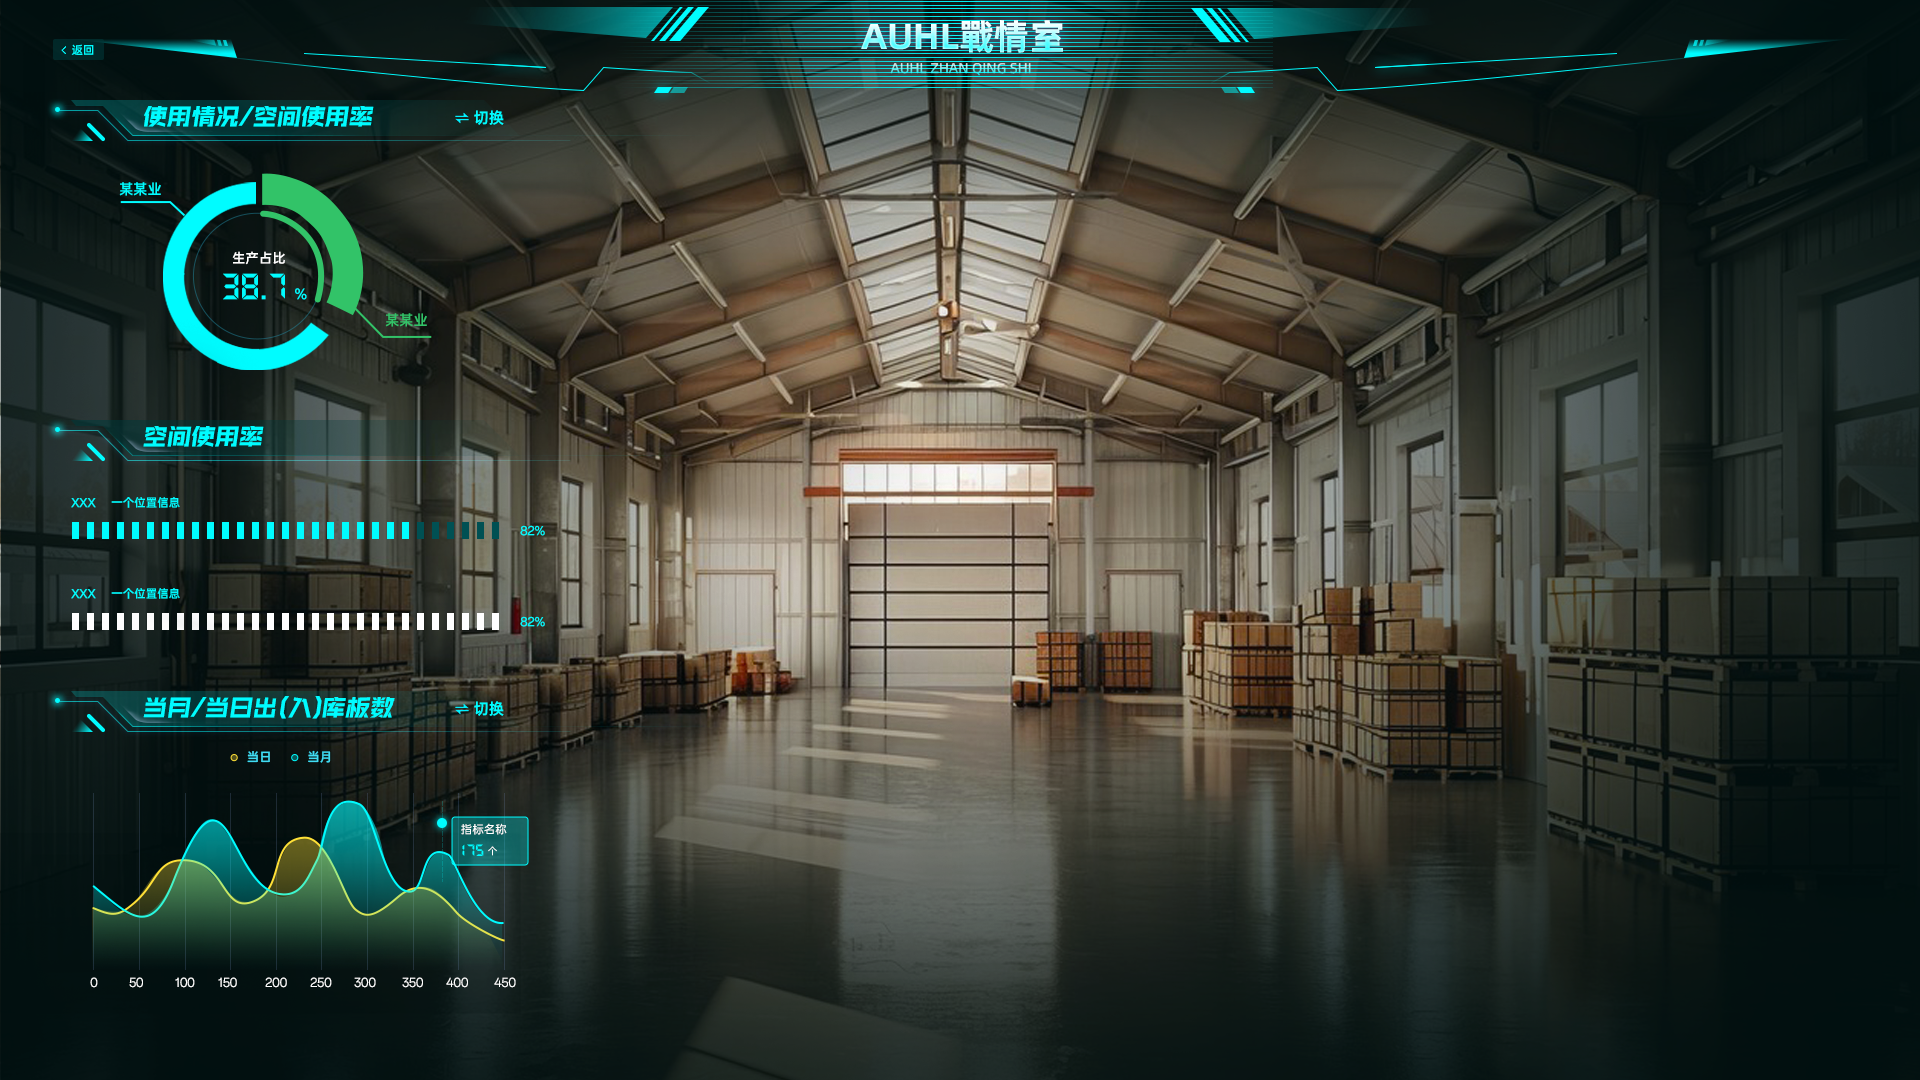 AUHL戰情室
AUHL ZHAN QING SHI
返回
使用情况/空间使用率
切换
某某业
生产占比
38.7 %
某某业
空间使用率
XXX 一个位置信息
82%
XXX 一个位置信息
82%
当月/当日出(入)库板数
切换
当日 当月
指标名称
175 个
0 50 100 150 200 250 300 350 400 450